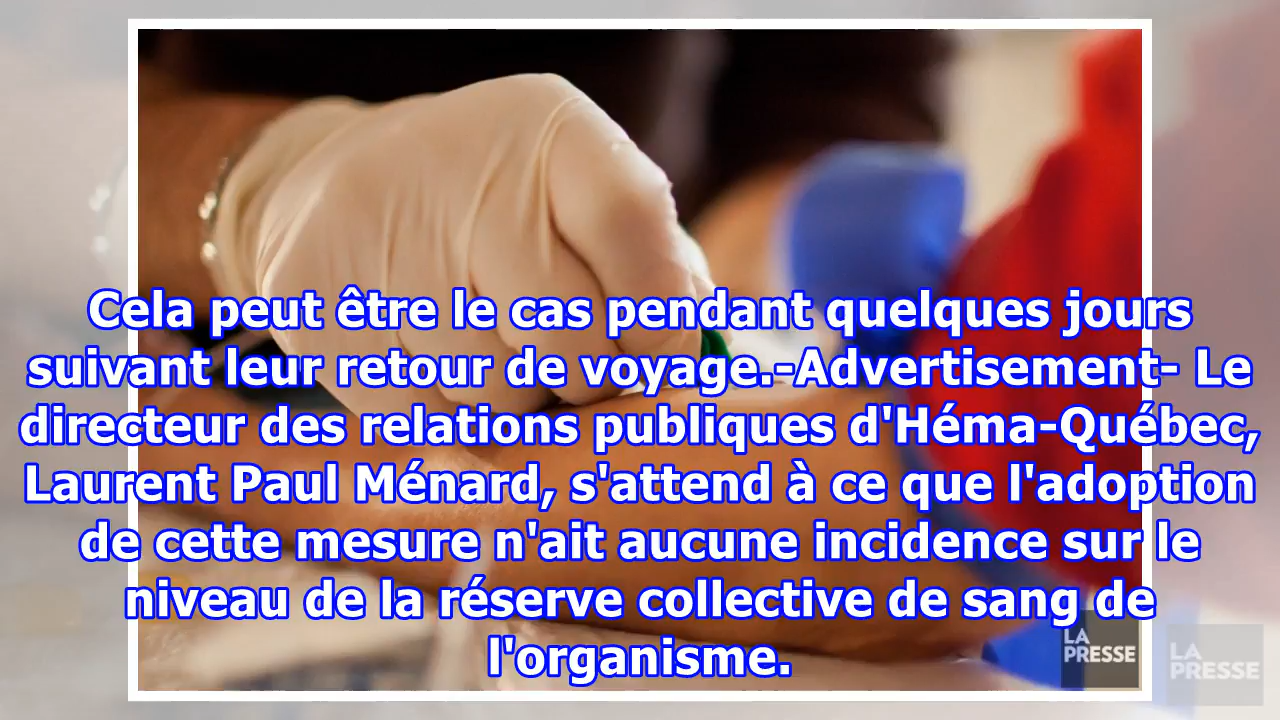 Cela peut être le cas pendant quelques jours
suivant leur retour de voyage.-Advertisement- Le
directeur des relations publiques d'Héma-Québec,
Laurent Paul Ménard, s'attend à ce que l'adoption
de cette mesure n'ait aucune incidence sur le
niveau de la réserve collective de sang de
l'organisme.
LA
PRESSE
LA
PRESSE